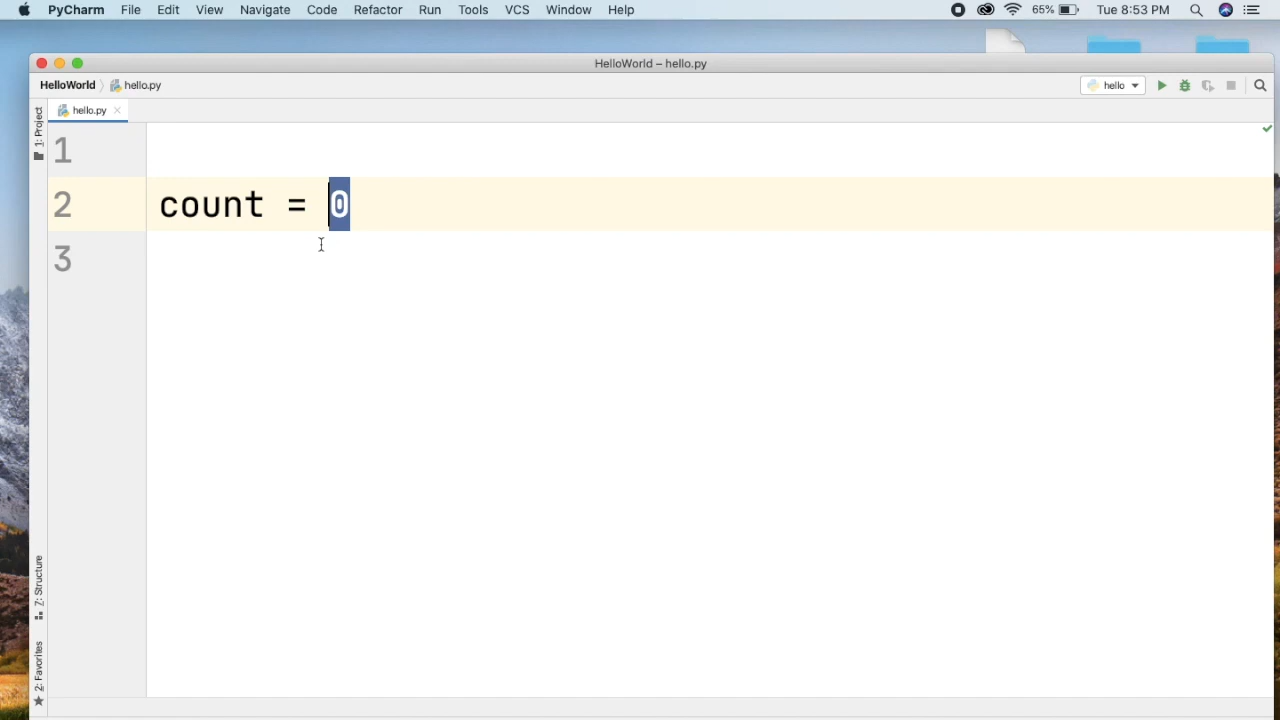 PyCharm File Edit View Navigate Code Refactor Run Tools VCS Window Help 65% Tue 8:53 PM
HelloWorld – hello.py
HelloWorld hello.py hello
hello.py
1: Project
1
2 count = 0
3
7: Structure
2: Favorites